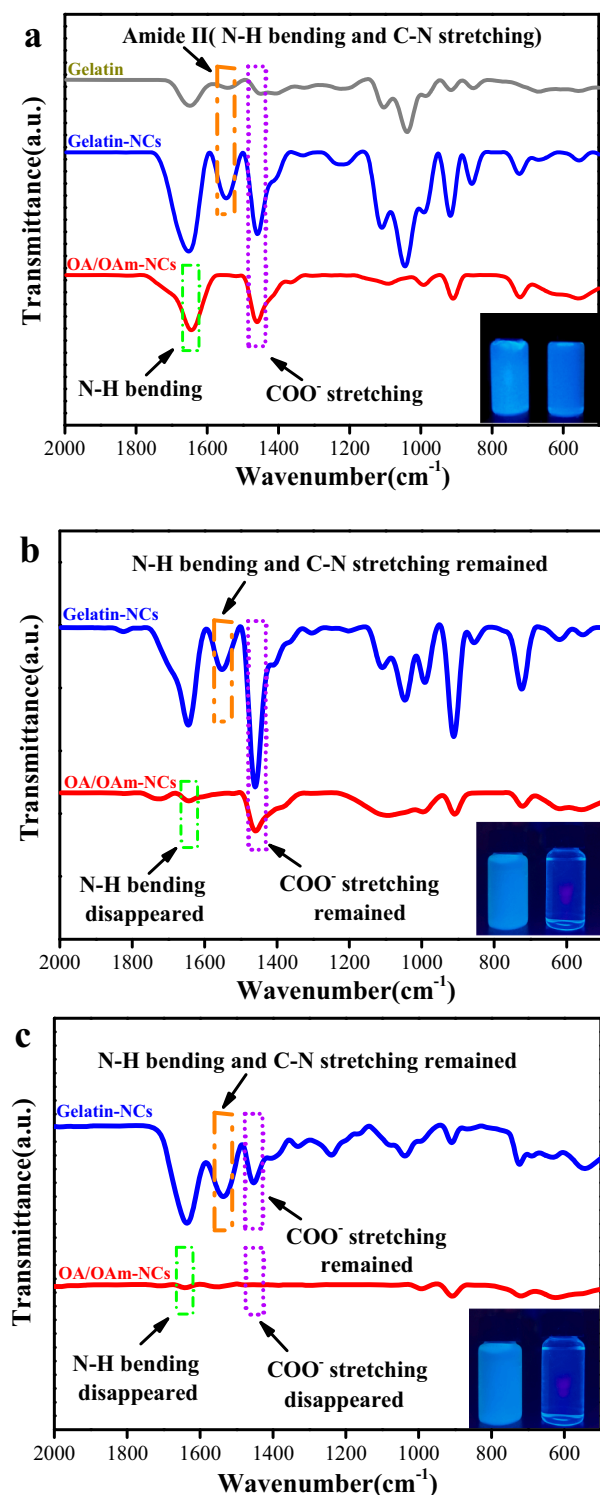 a
Amide II( N-H bending and C-N stretching)
Gelatin
Gelatin-NCs
OA/OAm-NCs
N-H bending
COO⁻ stretching
Transmittance(a.u.)
2000 1800 1600 1400 1200 1000 800 600
Wavenumber(cm⁻¹)
b
N-H bending and C-N stretching remained
Gelatin-NCs
OA/OAm-NCs
N-H bending
disappeared
COO⁻ stretching
remained
Transmittance(a.u.)
2000 1800 1600 1400 1200 1000 800 600
Wavenumber(cm⁻¹)
c
N-H bending and C-N stretching remained
Gelatin-NCs
COO⁻ stretching
remained
OA/OAm-NCs
N-H bending
disappeared
COO⁻ stretching
disappeared
Transmittance(a.u.)
2000 1800 1600 1400 1200 1000 800 600
Wavenumber(cm⁻¹)